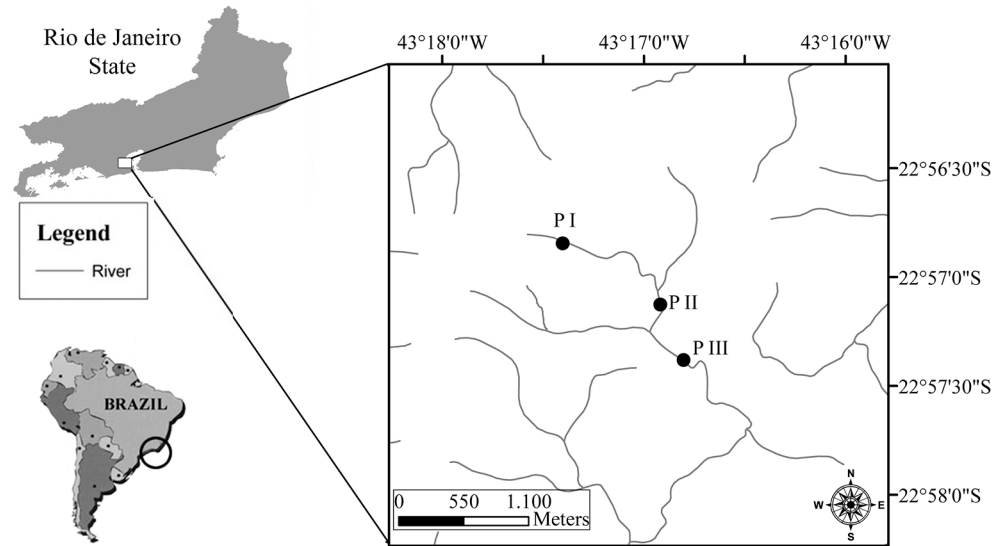 Rio de Janeiro
State
43°18'0"W 43°17'0"W 43°16'0"W
22°56'30"S
22°57'0"S
22°57'30"S
22°58'0"S
P I
P II
P III
Legend
River
BRAZIL
0 550 1.100
Meters
N
W E
S